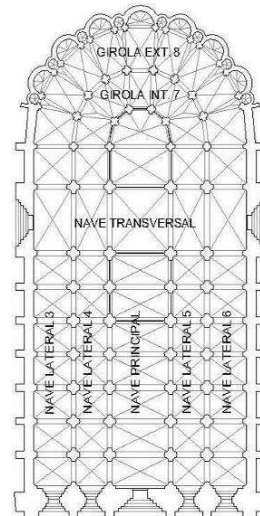 GIROLA EXT. 8
GIROLA INT. 7
NAVE TRANSVERSAL
NAVE LATERAL 3
NAVE LATERAL 4
NAVE PRINCIPAL
NAVE LATERAL 5
NAVE LATERAL 6